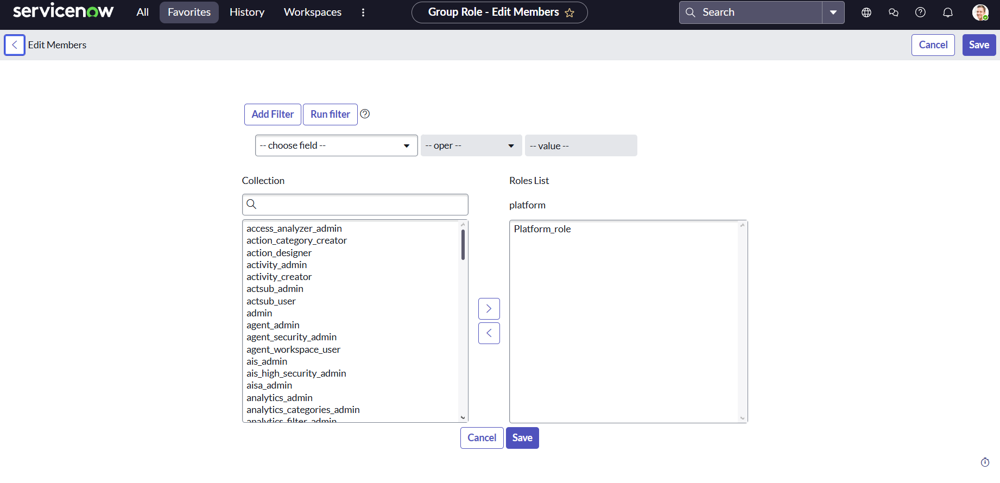 servicenow All Favorites History Workspaces Group Role - Edit Members Search
Edit Members Cancel Save
Add Filter Run filter
-- choose field -- -- oper -- -- value --
Collection
Roles List
platform
access_analyzer_admin
action_category_creator
action_designer
activity_admin
activity_creator
actsub_admin
actsub_user
admin
agent_admin
agent_security_admin
agent_workspace_user
ais_admin
ais_high_security_admin
aisa_admin
analytics_admin
analytics_categories_admin
analytics_filter_admin
Platform_role
Cancel Save